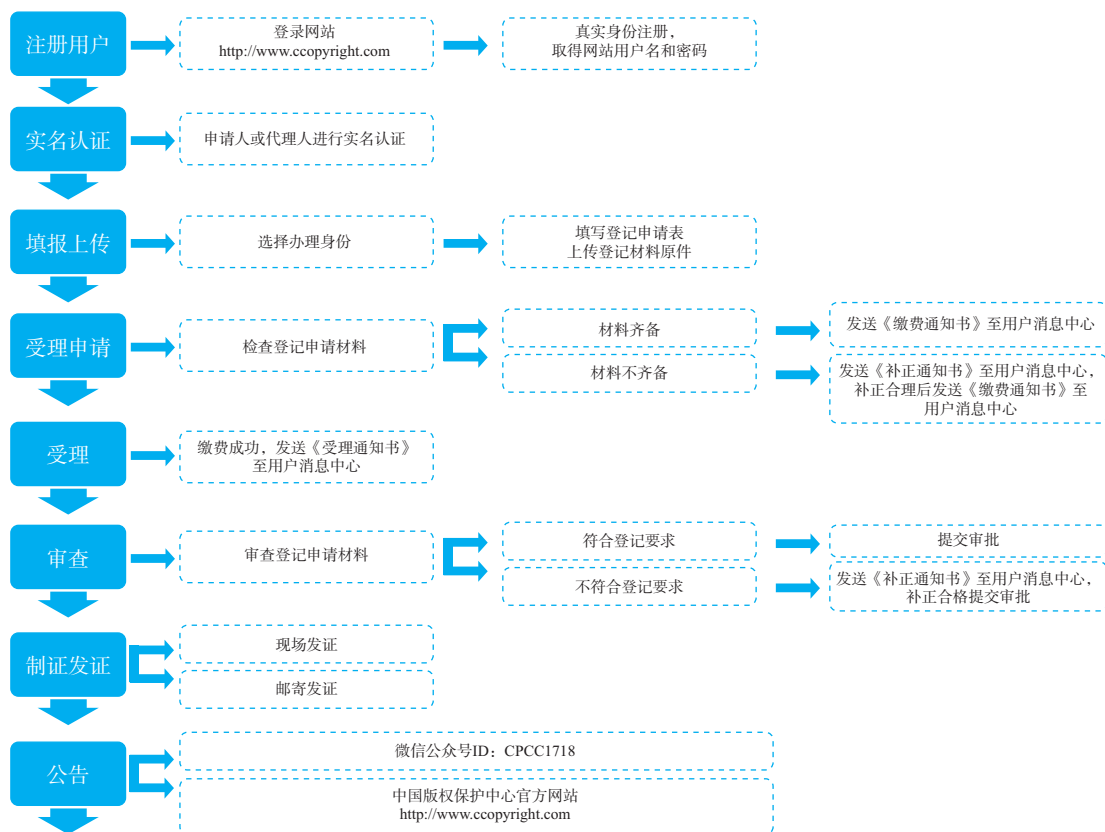 注册用户
登录网站
http://www.ccopyright.com
真实身份注册，
取得网站用户名和密码
实名认证
申请人或代理人进行实名认证
填报上传
选择办理身份
填写登记申请表
上传登记材料原件
受理申请
检查登记申请材料
材料齐备
发送《缴费通知书》至用户消息中心
材料不齐备
发送《补正通知书》至用户消息中心，
补正合理后发送《缴费通知书》至
用户消息中心
受理
缴费成功，发送《受理通知书》
至用户消息中心
审查
审查登记申请材料
符合登记要求
提交审批
不符合登记要求
发送《补正通知书》至用户消息中心，
补正合格提交审批
制证发证
现场发证
邮寄发证
公告
微信公众号ID：CPCC1718
中国版权保护中心官方网站
http://www.ccopyright.com